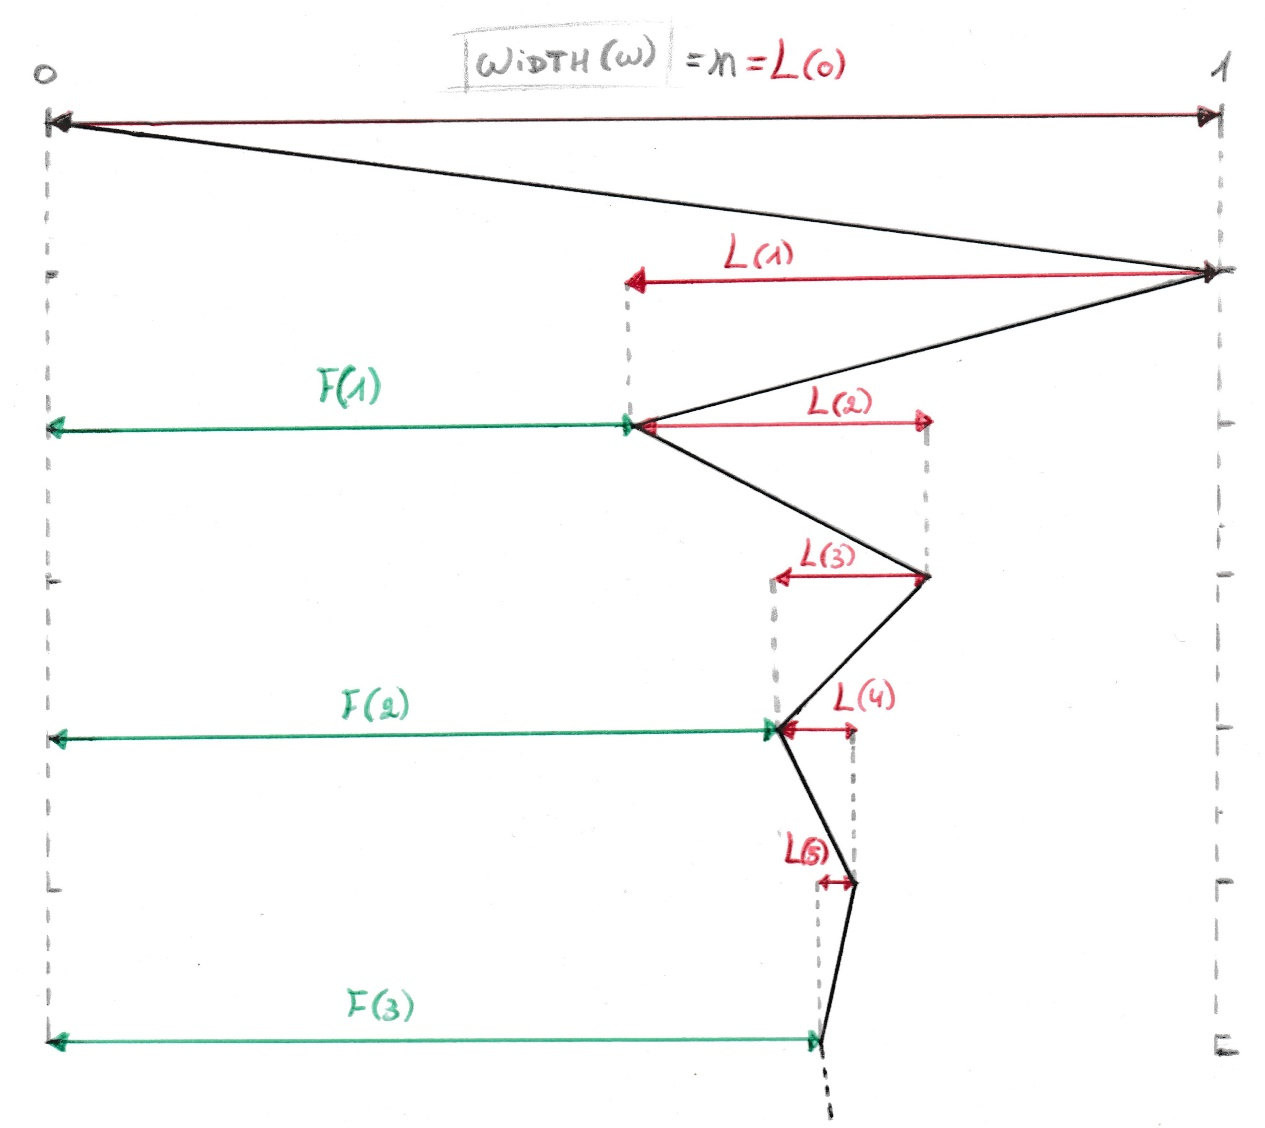 WiDTH(W) = n = L(0)
0
1
L(1)
F(1)
L(2)
L(3)
F(2)
L(4)
L(5)
F(3)